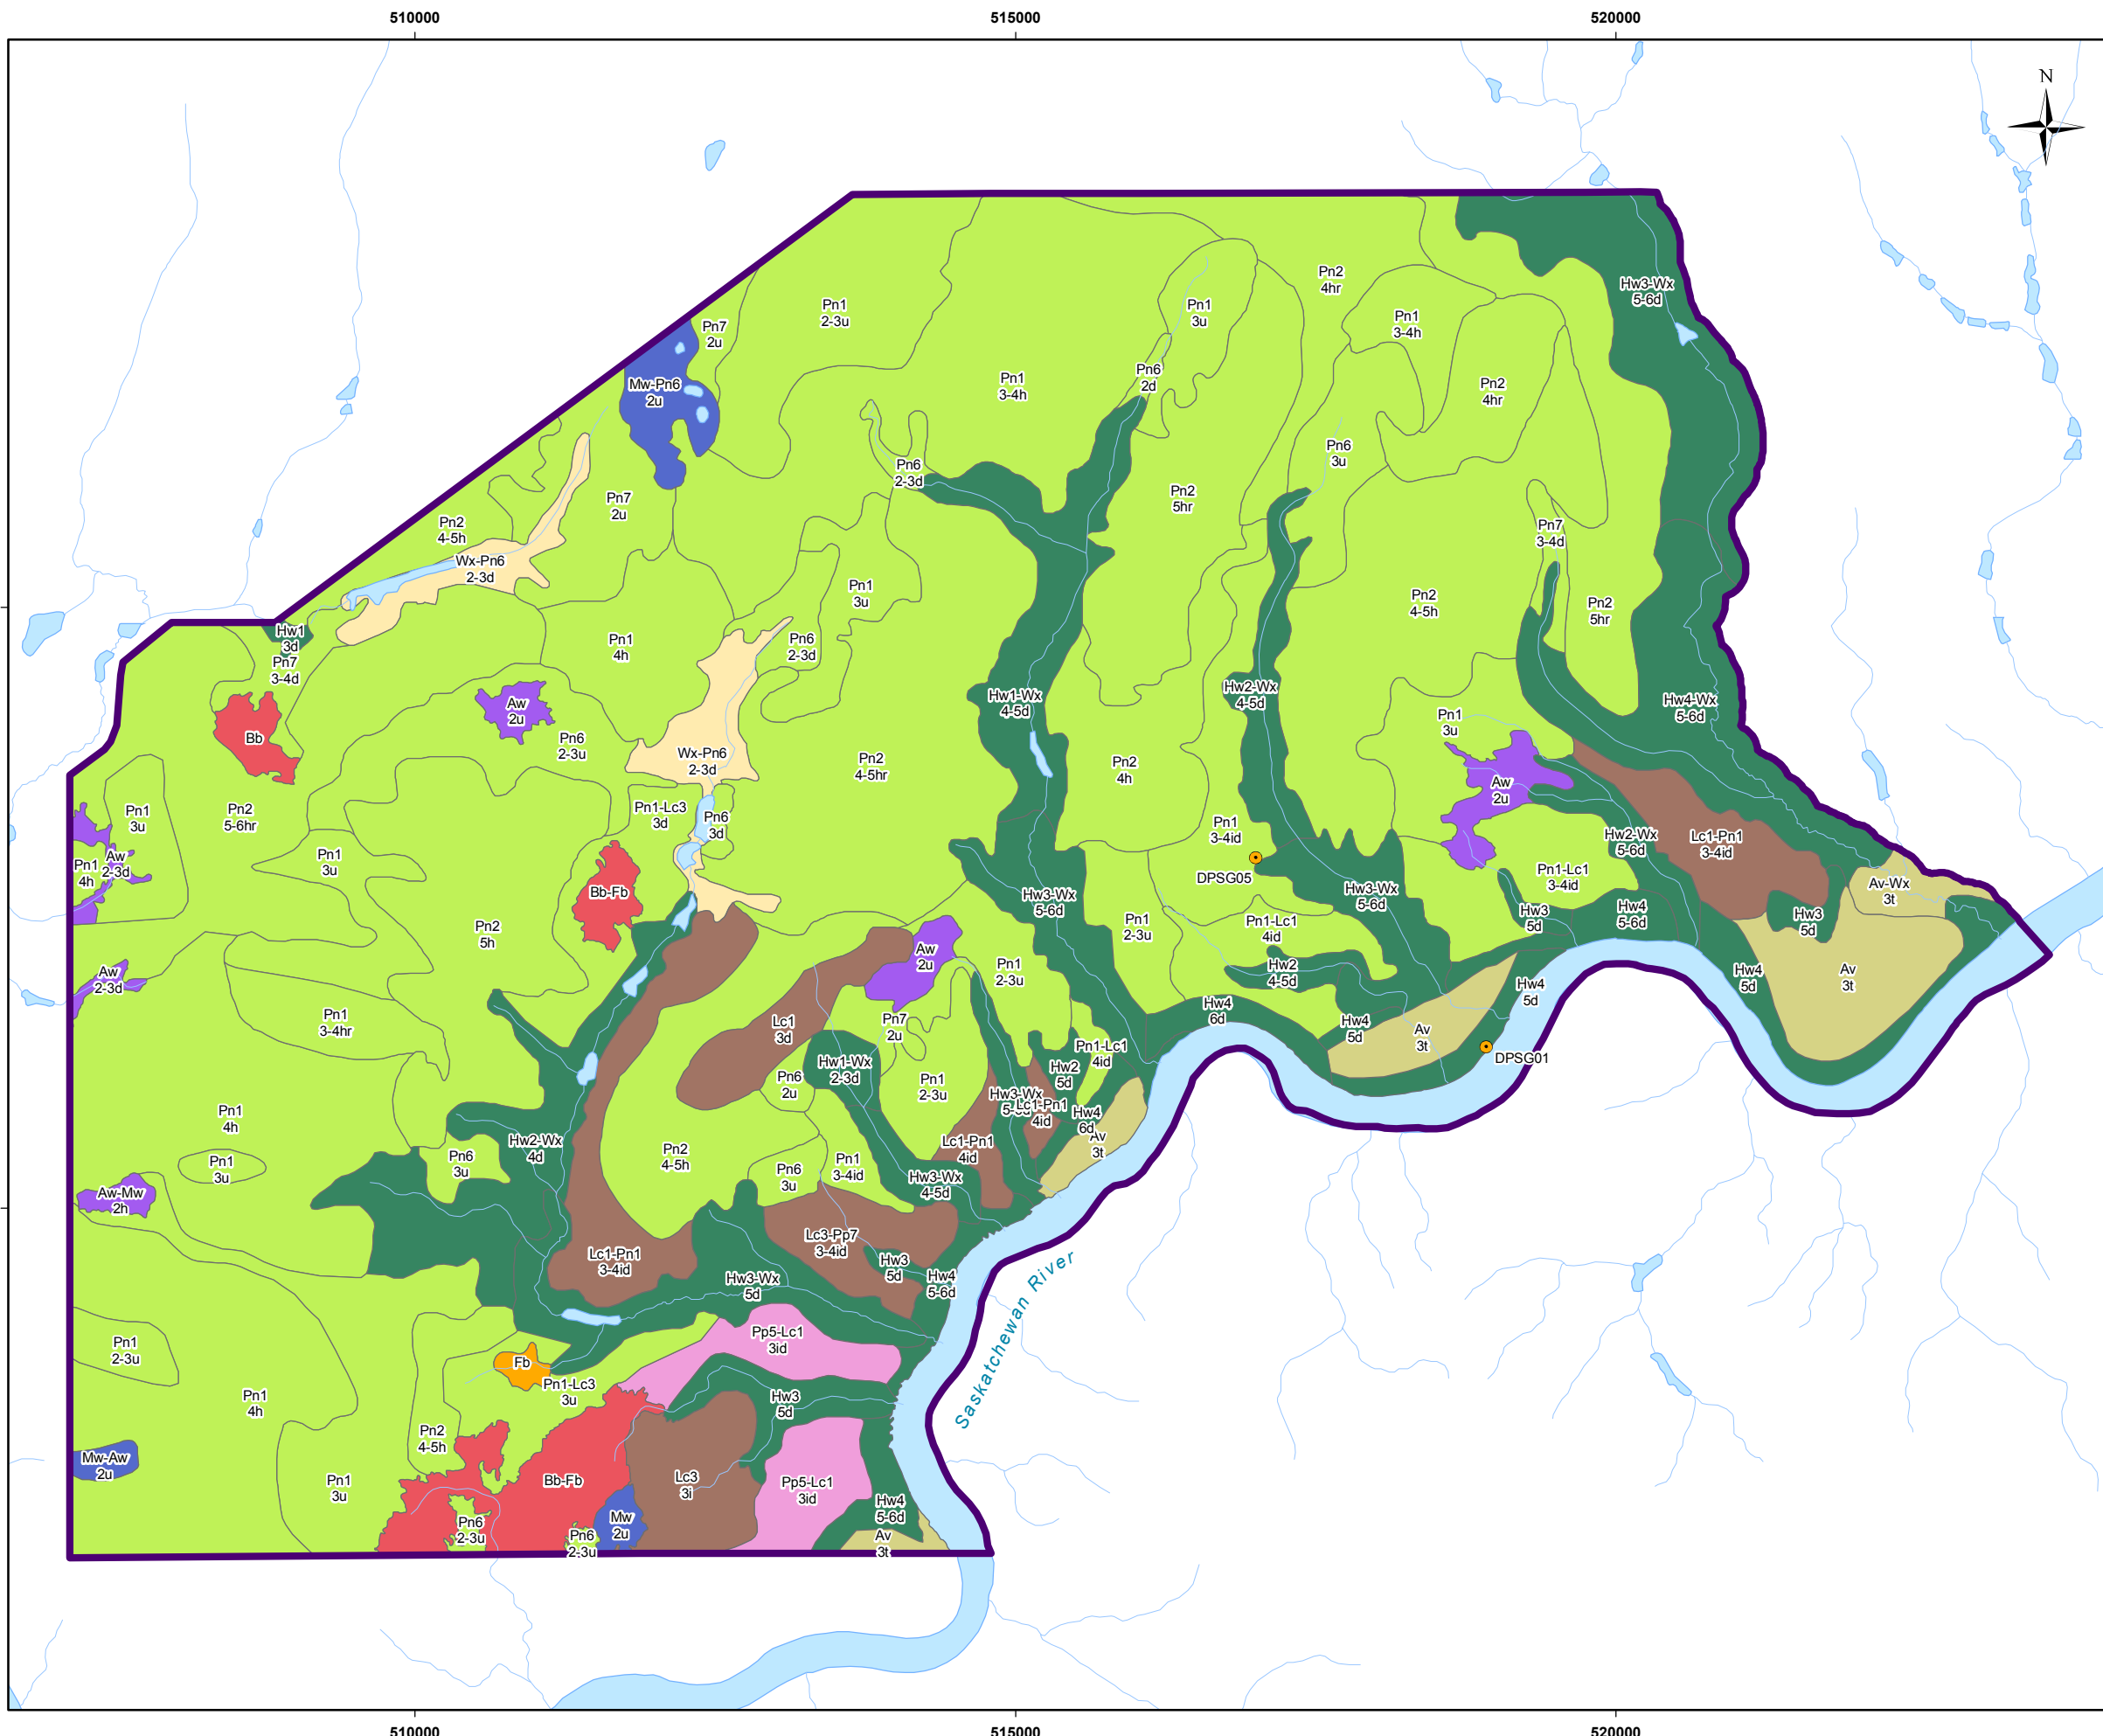 510000
515000
520000
N
Pn2
4hr
Hw3-Wx
5-6d
Pn1
2-3u
Pn1
3u
Pn1
3-4h
Pn7
2u
Pn6
2d
Pn1
3-4h
Mw-Pn6
2u
Pn2
4hr
Pn6
3u
Pn6
2-3d
Pn2
5hr
Pn7
2u
Pn2
4-5h
Pn7
3-4d
Wx-Pn6
2-3d
Pn1
3u
Pn2
4-5h
Pn2
5hr
Hw1
3d
Pn1
4h
Pn6
2-3d
Pn7
3-4d
Hw1-Wx
4-5d
Hw2-Wx
4-5d
Hw4-Wx
5-6d
Aw
2u
Pn1
3u
Bb
Pn6
2-3u
Wx-Pn6
2-3d
Pn2
4-5hr
Pn2
4h
Aw
2u
Pn1
3u
Pn2
5-6hr
Pn1-Lc3
3d
Pn6
3d
Pn1
3-4id
Hw2-Wx
5-6d
Lc1-Pn1
3-4id
Pn1
4h
Aw
2-3d
Pn1
3u
DPSG05
Bb-Fb
Hw3-Wx
5-6d
Hw3-Wx
5-6d
Pn1-Lc1
3-4id
Av-Wx
3t
Pn2
5h
Pn1
2-3u
Pn1-Lc1
4id
Hw3
5d
Hw4
5-6d
Hw3
5d
Aw
2u
Aw
2-3d
Pn1
2-3u
Hw2
4-5d
Hw4
5d
Hw4
5d
Av
3t
Pn1
3-4hr
Lc1
3d
Pn7
2u
Hw4
6d
Hw4
5d
Av
3t
DPSG01
Hw1-Wx
2-3d
Pn1-Lc1
4id
Hw2
5d
Pn6
2u
Pn1
2-3u
Hw3-Wx
5-6d
Lc1-Pn1
4id
Hw4
6d
Pn1
4h
Hw2-Wx
4d
Lc1-Pn1
4id
Av
3t
Pn1
3u
Pn6
3u
Pn2
4-5h
Pn6
3u
Pn1
3-4id
Hw3-Wx
4-5d
Aw-Mw
2h
Lc3-Pp7
3-4id
Lc1-Pn1
3-4id
Hw3
5d
Hw4
5-6d
Hw3-Wx
5d
Saskatchewan River
Pn1
2-3u
Pp5-Lc1
3id
Fb
Pn1-Lc3
3u
Pn1
4h
Hw3
5d
Pn2
4-5h
Mw-Aw
2u
Pn1
3u
Bb-Fb
Lc3
3i
Pp5-Lc1
3id
Hw4
5-6d
Pn6
2-3u
Mw
2u
Pn6
2-3u
Av
3t
510000
515000
520000